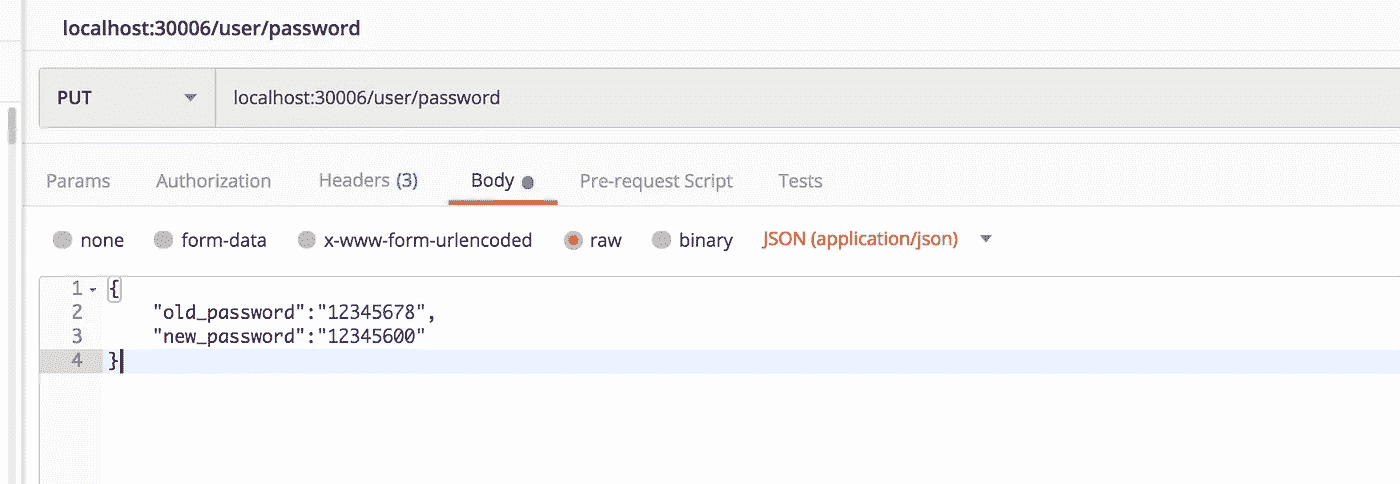 localhost:30006/user/password
PUT localhost:30006/user/password
Params Authorization Headers (3) Body Pre-request Script Tests
none form-data x-www-form-urlencoded raw binary JSON (application/json)
1 {
2 "old_password":"12345678",
3 "new_password":"12345600"
4 }